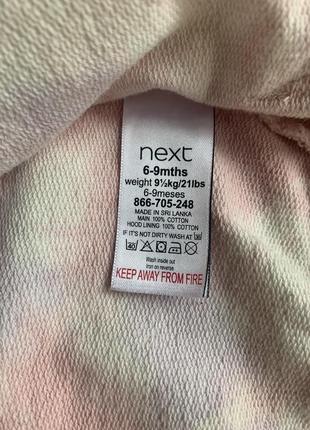 next
6-9mths
weight 9½kg/21lbs
6-9meses
866-705-248
MADE IN SRI LANKA
MAIN 100% COTTON
HOOD LINING 100% COTTON
IF IT'S NOT DIRTY WASH AT 30
40
Wash inside out
Iron on reverse
KEEP AWAY FROM FIRE